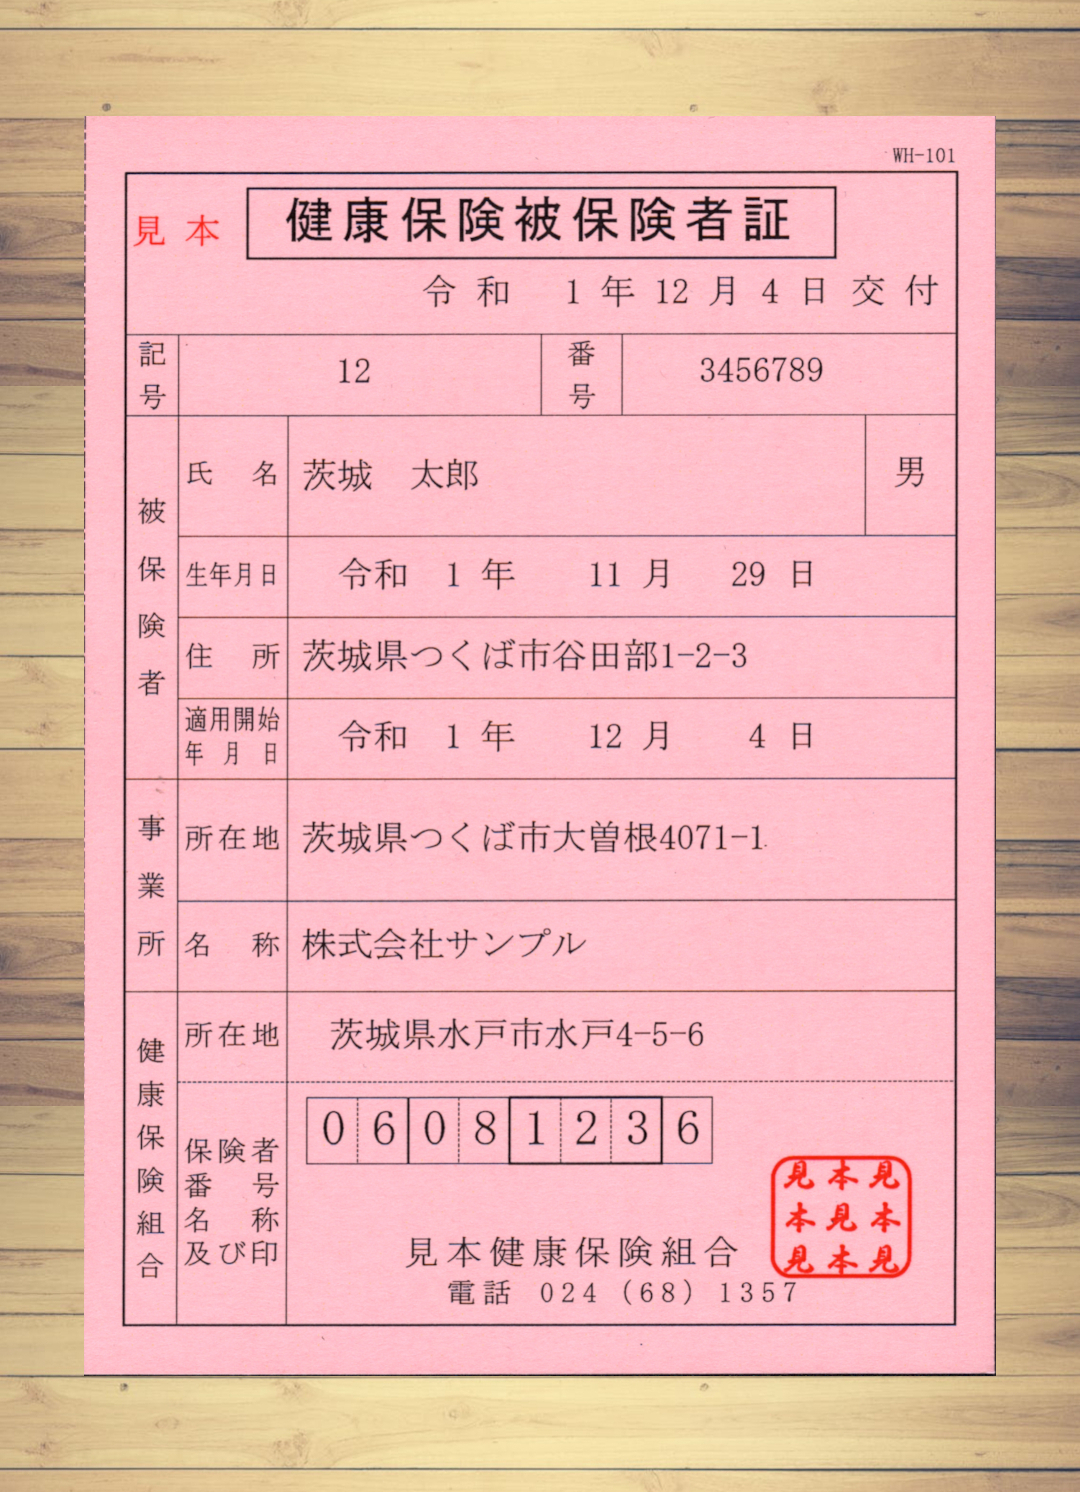 WH-101
見本 健康保険被保険者証
令和 1年12月4日交付
記号 12 番号 3456789
被保険者
氏名 茨城 太郎 男
生年月日 令和 1年 11月 29日
住所 茨城県つくば市谷田部1-2-3
適用開始
年月日
令和 1年 12月 4日
事業所
所在地 茨城県つくば市大曽根4071-1
名称 株式会社サンプル
健康保険組合
所在地 茨城県水戸市水戸4-5-6
保険者
番号
名称
及び印
06081236
見本健康保険組合
電話 024(68)1357
見本見
本見本
見本見